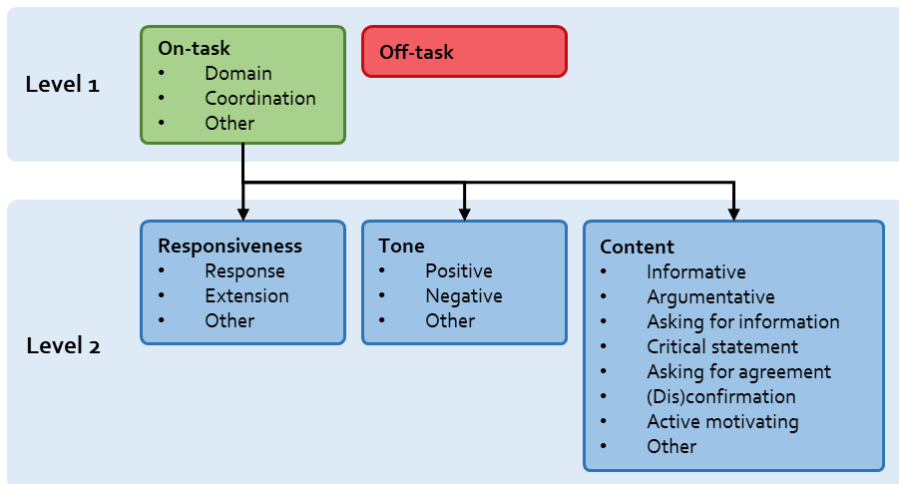 Level 1
On-task
• Domain
• Coordination
• Other
Off-task
Level 2
Responsiveness
• Response
• Extension
• Other
Tone
• Positive
• Negative
• Other
Content
• Informative
• Argumentative
• Asking for information
• Critical statement
• Asking for agreement
• (Dis)confirmation
• Active motivating
• Other